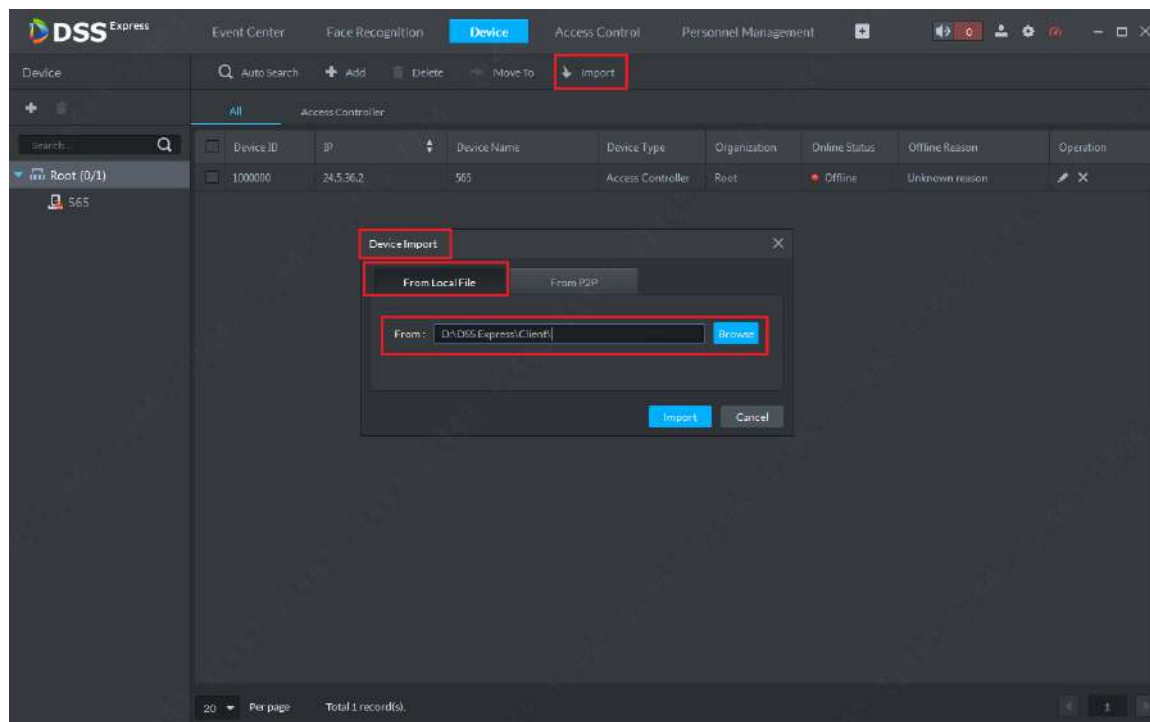 DSS Express
Event Center Face Recognition Device Access Control Personnel Management 0
Device Auto Search Add Delete Move To Import
All Access Controller
Search... Device ID IP Device Name Device Type Organization Online Status Offline Reason Operation
Root (0/1) 1000000 24.5.36.2 565 Access Controller Root Offline Unknown reason
565
Device Import
From Local File From P2P
From : D:\DSS Express\Client\ Browse
Import Cancel
20 Per page Total 1 record(s). 1